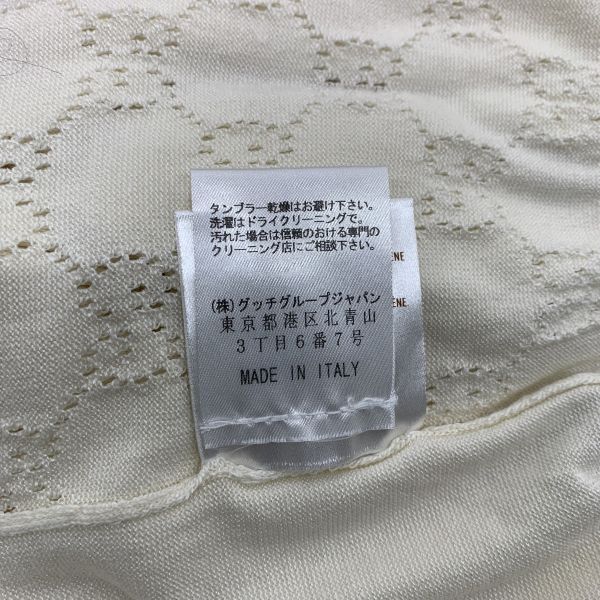 タンブラー乾燥はお避け下さい。
洗濯はドライクリーニングで。
汚れた場合は信頼のおける専門の
クリーニング店にご相談下さい。
(株)グッチグループジャパン
東京都港区北青山
3丁目6番7号
MADE IN ITALY